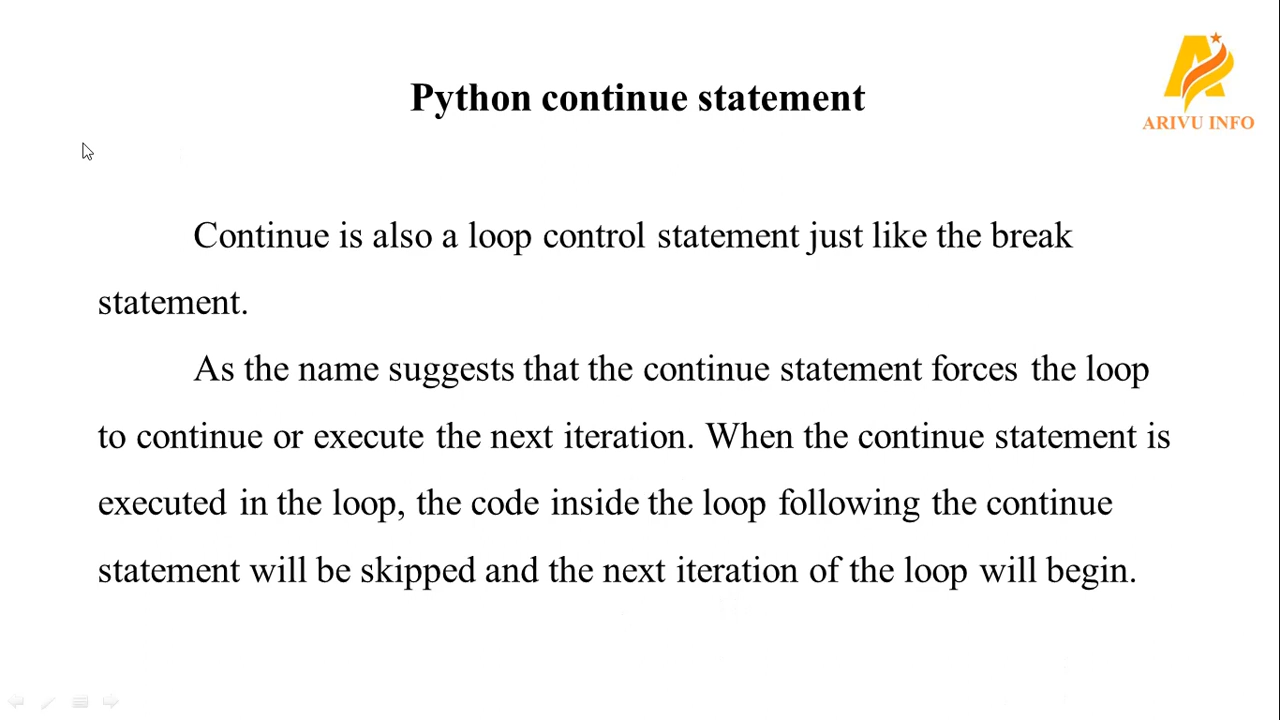 Python continue statement
ARIVU INFO
Continue is also a loop control statement just like the break
statement.
As the name suggests that the continue statement forces the loop
to continue or execute the next iteration. When the continue statement is
executed in the loop, the code inside the loop following the continue
statement will be skipped and the next iteration of the loop will begin.